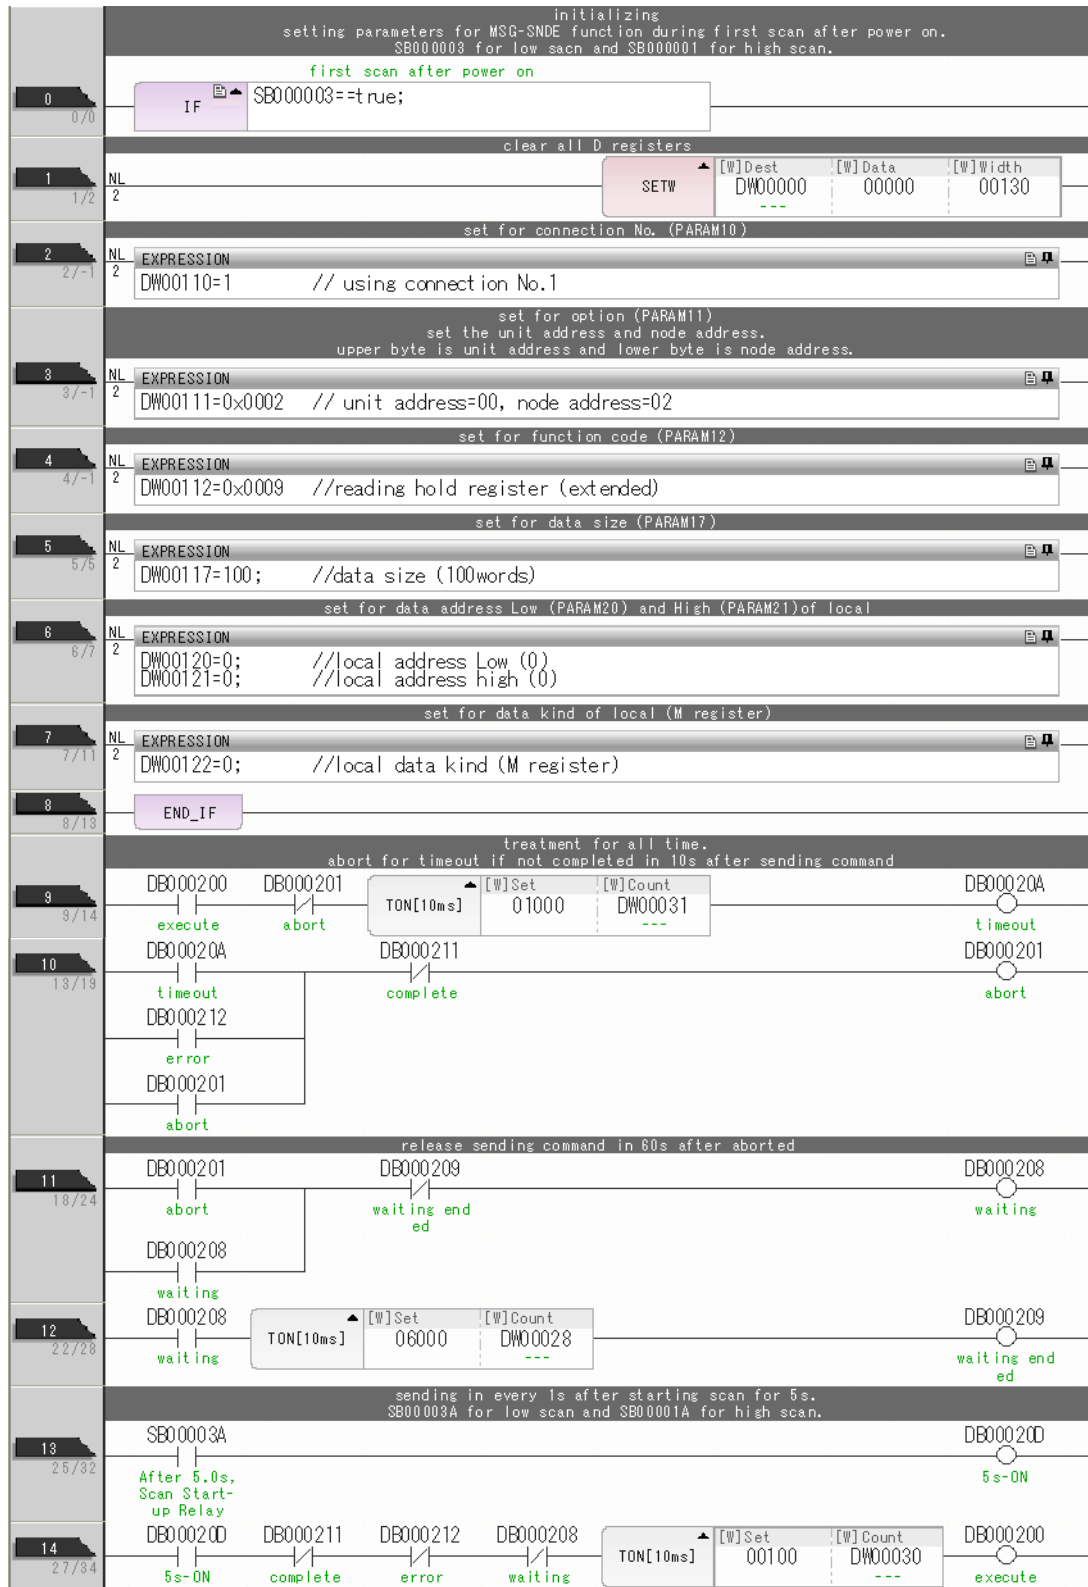 initializing
setting parameters for MSG-SNDE function during first scan after power on.
SB000003 for low sacn and SB000001 for high scan.
first scan after power on
0
0/0
IF
SB000003==true;
clear all D registers
1
1/2
NL
2
SETW
[W]Dest [W]Data [W]Width
DW00000 00000 00130
---
set for connection No. (PARAM10)
2
2/-1
NL
2
EXPRESSION
DW00110=1 // using connection No.1
set for option (PARAM11)
set the unit address and node address.
upper byte is unit address and lower byte is node address.
3
3/-1
NL
2
EXPRESSION
DW00111=0x0002 // unit address=00, node address=02
set for function code (PARAM12)
4
4/-1
NL
2
EXPRESSION
DW00112=0x0009 //reading hold register (extended)
set for data size (PARAM17)
5
5/5
NL
2
EXPRESSION
DW00117=100; //data size (100words)
set for data address Low (PARAM20) and High (PARAM21)of local
6
6/7
NL
2
EXPRESSION
DW00120=0; //local address Low (0)
DW00121=0; //local address high (0)
set for data kind of local (M register)
7
7/11
NL
2
EXPRESSION
DW00122=0; //local data kind (M register)
8
8/13
END_IF
treatment for all time.
abort for timeout if not completed in 10s after sending command
9
9/14
DB000200 DB000201 [W]Set [W]Count DB00020A
TON[10ms] 01000 DW00031
---
execute abort timeout
10
13/19
DB00020A DB000211 DB000201
timeout complete abort
DB000212
error
DB000201
abort
release sending command in 60s after aborted
11
18/24
DB000201 DB000209 DB000208
abort waiting end waiting
ed
DB000208
waiting
12
22/28
DB000208 [W]Set [W]Count DB000209
TON[10ms] 06000 DW00028
---
waiting waiting end
ed
sending in every 1s after starting scan for 5s.
SB00003A for low scan and SB00001A for high scan.
13
25/32
SB00003A DB00020D
After 5.0s, 5s-ON
Scan Start-
up Relay
14
27/34
DB00020D DB000211 DB000212 DB000208 [W]Set [W]Count DB000200
TON[10ms] 00100 DW00030
---
5s-ON complete error waiting execute